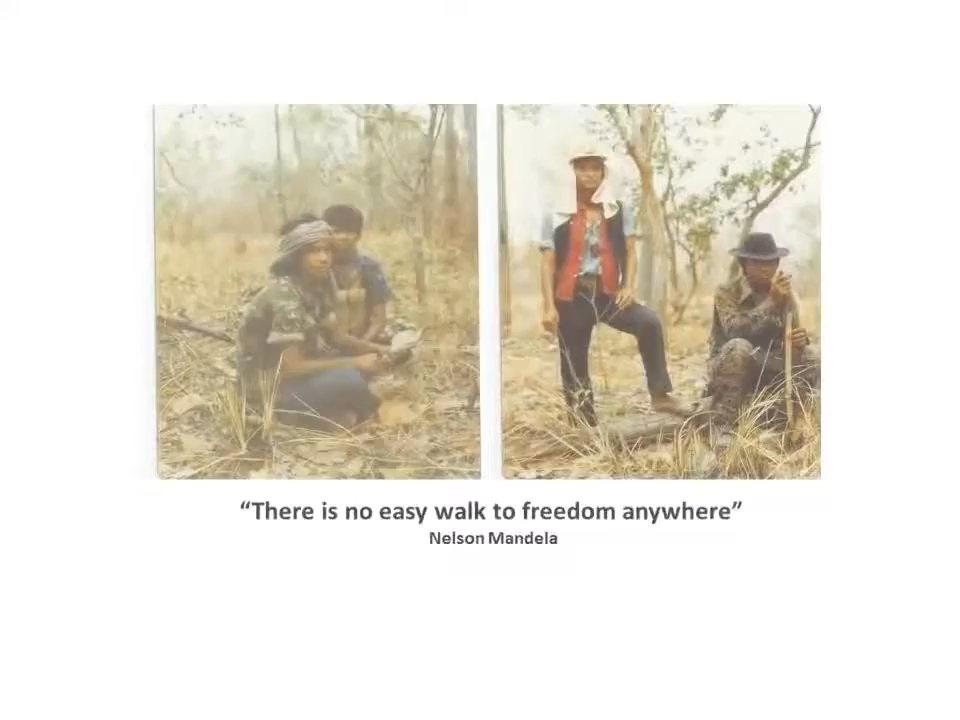 “There is no easy walk to freedom anywhere”
Nelson Mandela